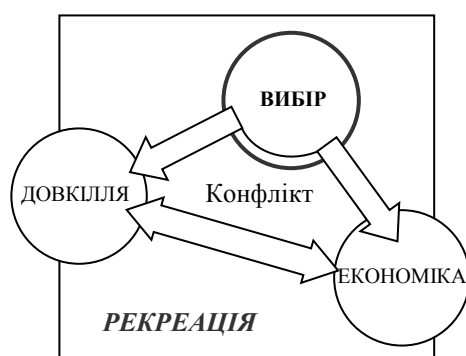 ВИБІР
ДОВКІЛЛЯ
Конфлікт
ЕКОНОМІКА
РЕКРЕАЦІЯ